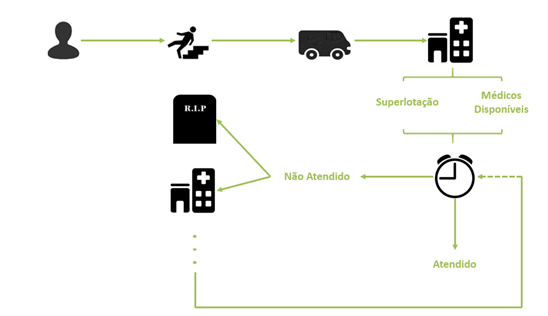 Superlotação
Médicos
Disponíveis
R.I.P
Não Atendido
Atendido